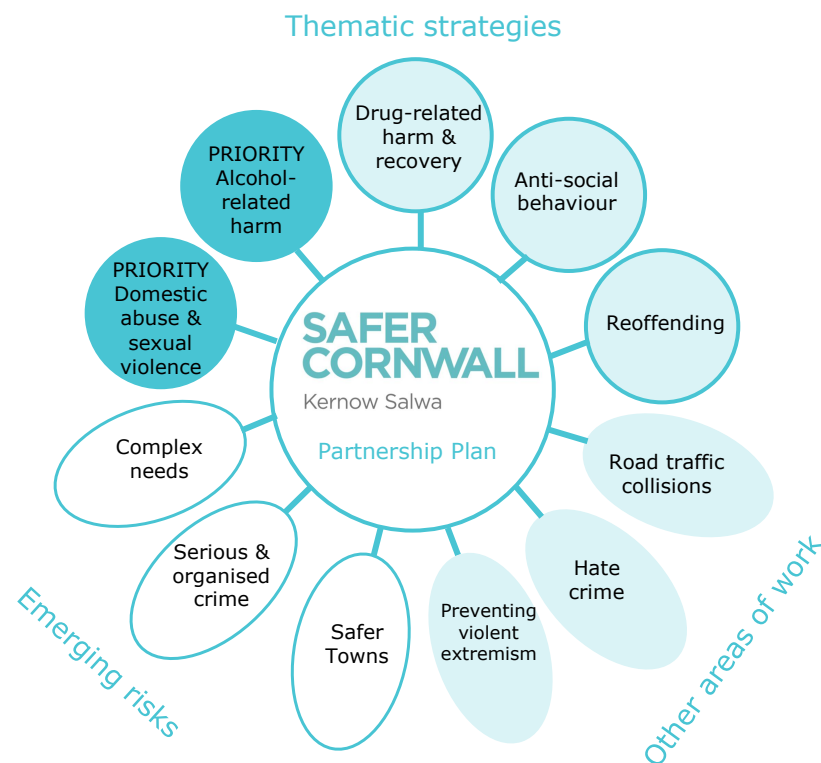 Thematic strategies
Drug-related
harm &
recovery
PRIORITY
Alcohol-
related
harm
Anti-social
behaviour
PRIORITY
Domestic
abuse &
sexual
violence
Reoffending
SAFER
CORNWALL
Kernow Salwa
Partnership Plan
Complex
needs
Road traffic
collisions
Serious &
organised
crime
Hate
crime
Safer
Towns
Preventing
violent
extremism
Emerging risks
Other areas of work